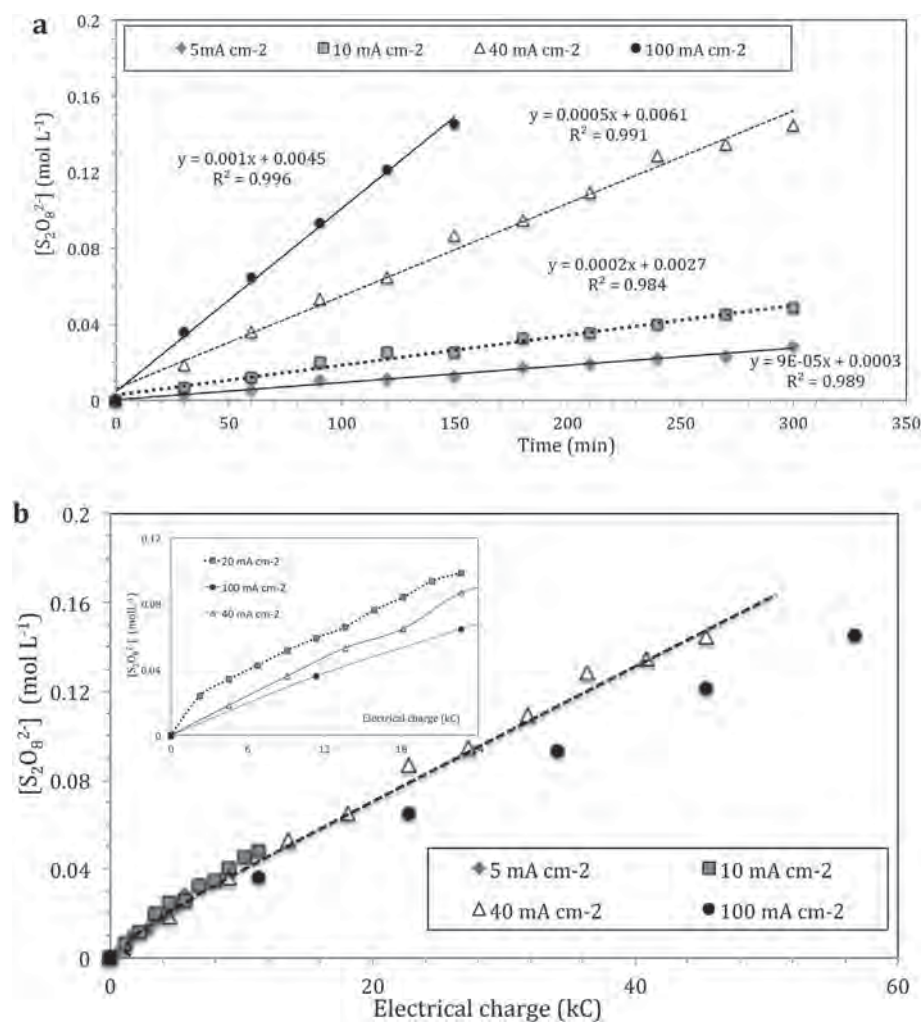 a
0.2
5mA cm-2 10 mA cm-2 40 mA cm-2 100 mA cm-2
0.16
y = 0.0005x + 0.0061
R² = 0.991
y = 0.001x + 0.0045
R² = 0.996
0.12
[S₂O₈²⁻] (mol L⁻¹)
0.08
y = 0.0002x + 0.0027
R² = 0.984
0.04
y = 9E-05x + 0.0003
R² = 0.989
0
0 50 100 150 200 250 300 350
Time (min)
b
0.2
0.12
20 mA cm-2
100 mA cm-2
40 mA cm-2
0.08
[S₂O₈²⁻] (molL⁻¹)
0.04
Electrical charge (kC)
0.00
0 6 12 18
0.16
0.12
[S₂O₈²⁻] (mol L⁻¹)
0.08
0.04
5 mA cm-2 10 mA cm-2
40 mA cm-2 100 mA cm-2
0
0 20 40 60
Electrical charge (kC)